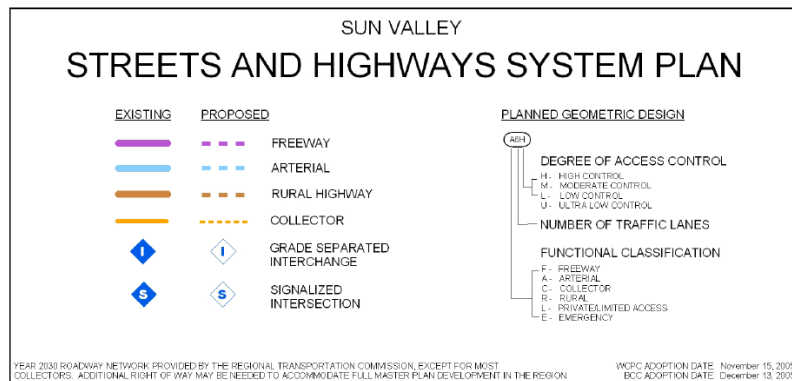 SUN VALLEY
STREETS AND HIGHWAYS SYSTEM PLAN
EXISTING PROPOSED
FREEWAY
ARTERIAL
RURAL HIGHWAY
COLLECTOR
I I GRADE SEPARATED
INTERCHANGE
S S SIGNALIZED
INTERSECTION
PLANNED GEOMETRIC DESIGN
A6H
DEGREE OF ACCESS CONTROL
H - HIGH CONTROL
M - MODERATE CONTROL
L - LOW CONTROL
U - ULTRA LOW CONTROL
NUMBER OF TRAFFIC LANES
FUNCTIONAL CLASSIFICATION
F - FREEWAY
A - ARTERIAL
C - COLLECTOR
R - RURAL
L - PRIVATE/LIMITED ACCESS
E - EMERGENCY
YEAR 2030 ROADWAY NETWORK PROVIDED BY THE REGIONAL TRANSPORTATION COMMISSION, EXCEPT FOR MOST
COLLECTORS. ADDITIONAL RIGHT OF WAY MAY BE NEEDED TO ACCOMMODATE FULL MASTER PLAN DEVELOPMENT IN THE REGION
WCPC ADOPTION DATE November 15, 2005
BCC ADOPTION DATE December 13, 2005